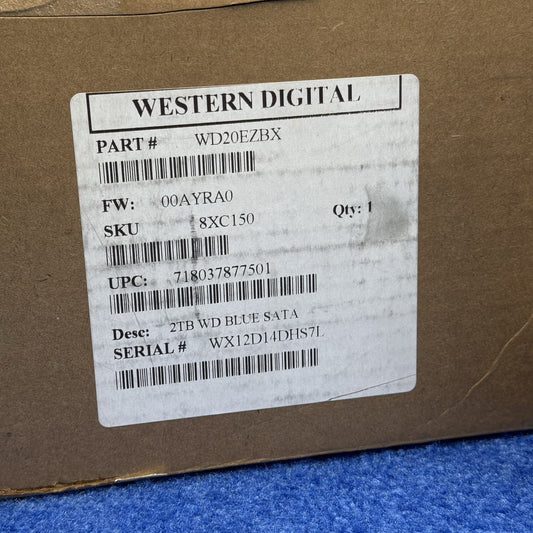 WESTERN DIGITAL
PART # WD20EZBX
FW: 00AYRA0
SKU 8XC150 Qty: 1
UPC: 718037877501
Desc: 2TB WD BLUE SATA
SERIAL # WX12D14DHS7L